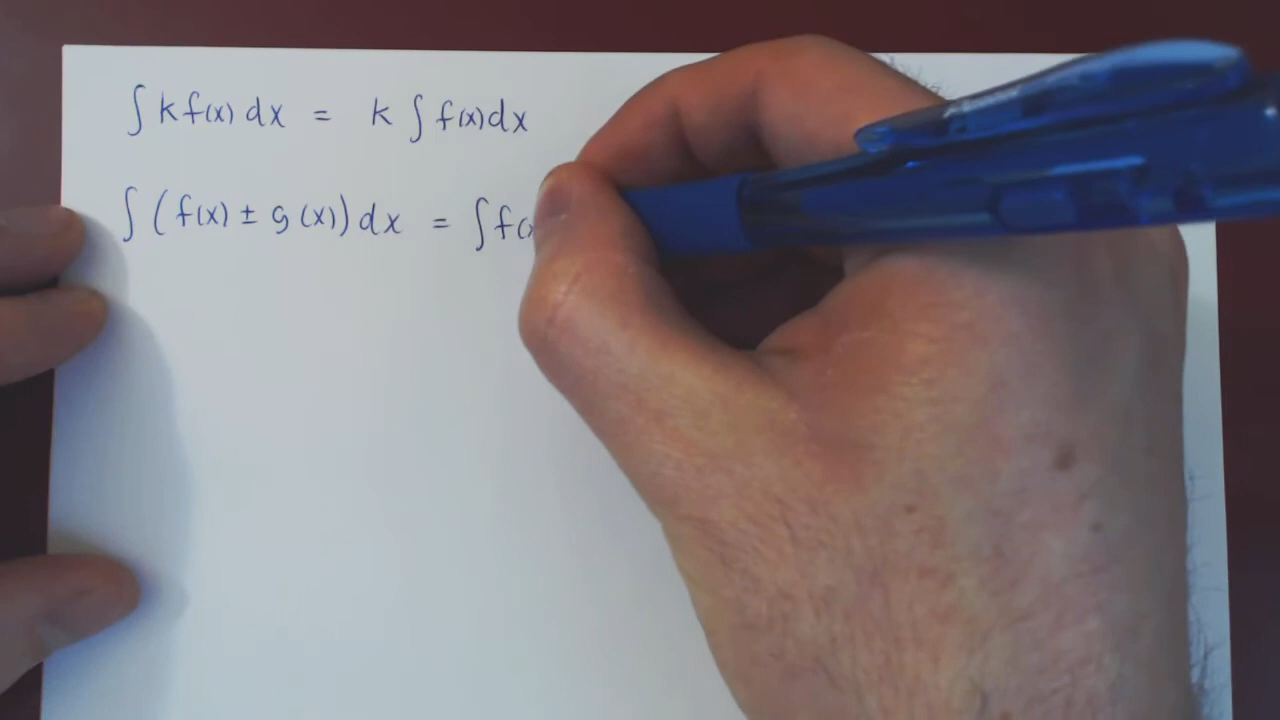 ∫ k f(x) dx = k ∫ f(x) dx
∫ (f(x) ± g(x)) dx = ∫ f(x